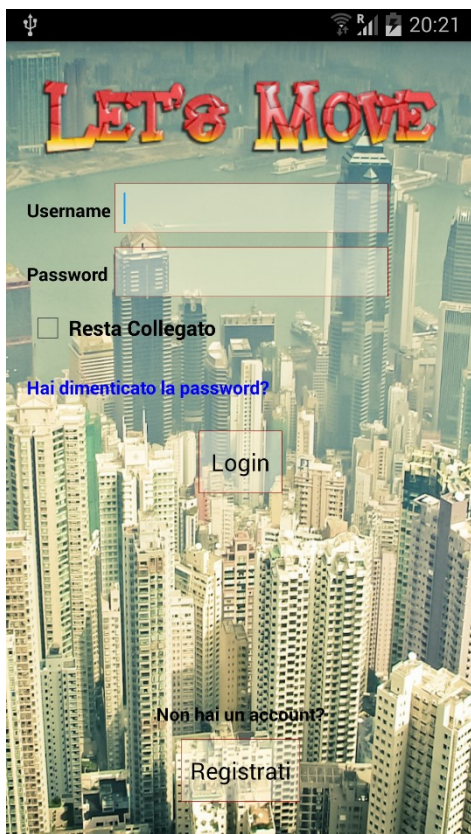 R 20:21
LET'S MOVE
Username
Password
Resta Collegato
Hai dimenticato la password?
Login
Non hai un account?
Registrati